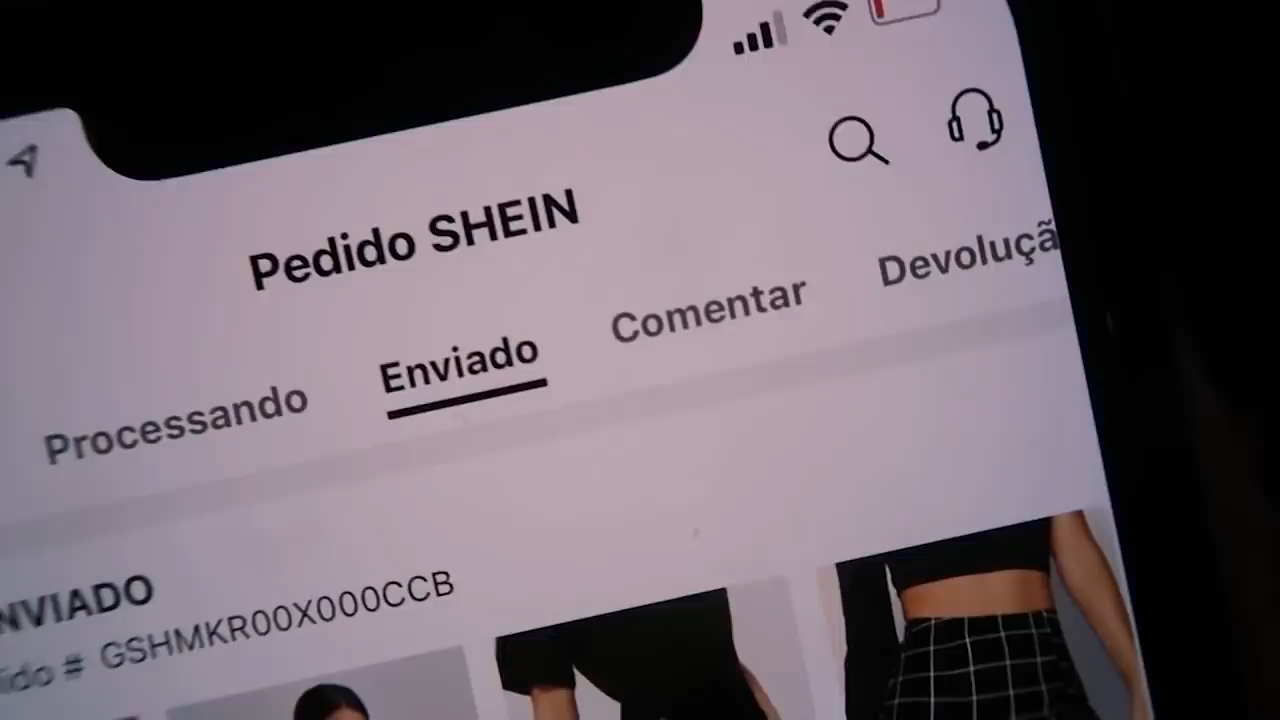 Pedido SHEIN
Processando Enviado Comentar Devoluçã
NVIADO
ido # GSHMKR00X000CCB